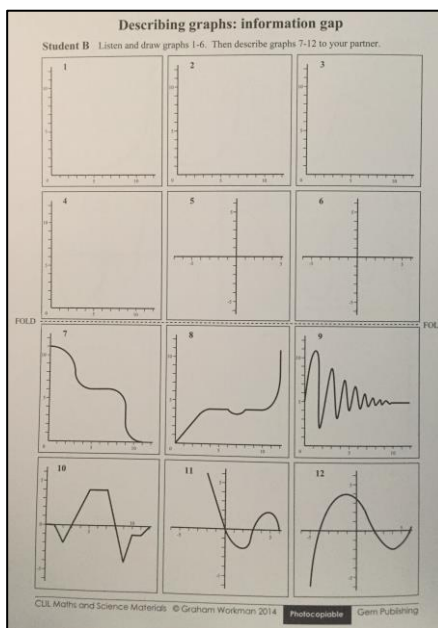 Describing graphs: information gap
Student B Listen and draw graphs 1-6. Then describe graphs 7-12 to your partner.
1 2 3
4 5 6
FOLD FOL
7 8 9
10 11 12
CLIL Maths and Science Materials © Graham Workman 2014 Photocopiable Gem Publishing